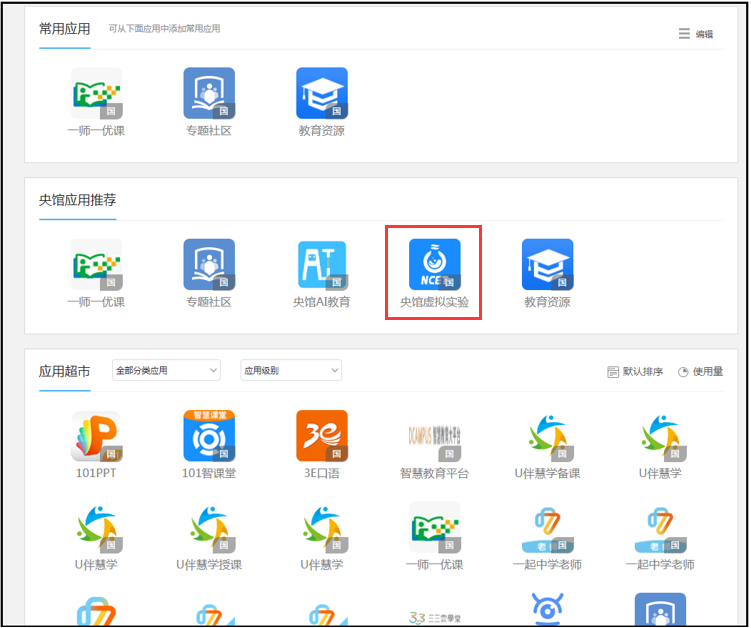 常用应用 可从下面应用中添加常用应用 编辑
国 国 国
一师一优课 专题社区 教育资源
央馆应用推荐
AI NCET
国 国 国 国 国
一师一优课 专题社区 央馆AI教育 央馆虚拟实验 教育资源
应用超市 全部分类应用 应用级别 默认排序 使用量
智慧课堂 3e DCAMPUS 智慧教育大平台
国 国 国 国 国 国
101PPT 101智课堂 3E口语 智慧教育平台 U伴慧学备课 U伴慧学
国 国 国 国 国 国
U伴慧学 U伴慧学授课 U伴慧学 一师一优课 一起中学老师 一起中学老师
33 三三雲學堂